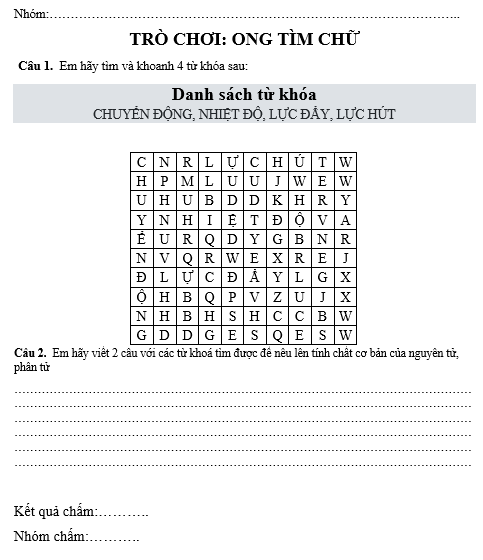 Nhóm:……………………………………………………………………………………..
TRÒ CHƠI: ONG TÌM CHỮ
Câu 1. Em hãy tìm và khoanh 4 từ khóa sau:
Danh sách từ khóa
CHUYỂN ĐỘNG, NHIỆT ĐỘ, LỰC ĐẨY, LỰC HÚT
C N R L Ự C H Ú T W
H P M L U U J W E W
U H U B D D K H R Y
Y N H I Ệ T Đ Ộ V A
Ể U R Q D Y G B N R
N V Q R W E X R E J
Đ L Ự C Đ Ẩ Y L G X
Ộ H B Q P V Z U J X
N H B H S H C C B W
G D D G E S Q E S W
Câu 2. Em hãy viết 2 câu với các từ khoá tìm được để nêu lên tính chất cơ bản của nguyên tử,
phân tử
………………………………………………………………………………………………
………………………………………………………………………………………………
………………………………………………………………………………………………
………………………………………………………………………………………………
………………………………………………………………………………………………
………………………………………………………………………………………………
Kết quả chấm:………..
Nhóm chấm:………..